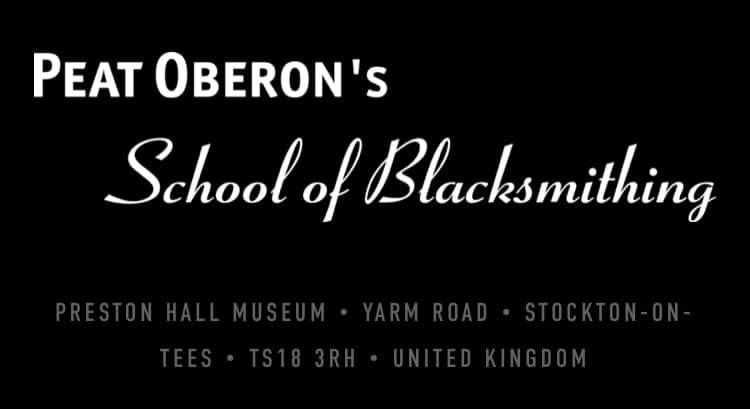 PEAT OBERON'S
School of Blacksmithing
PRESTON HALL MUSEUM • YARM ROAD • STOCKTON-ON-
TEES • TS18 3RH • UNITED KINGDOM